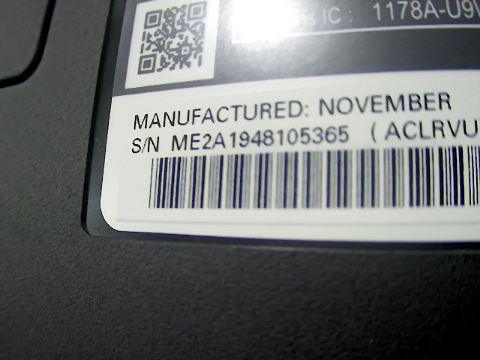 IC: 1178A-U9
MANUFACTURED: NOVEMBER
S/N ME2A1948105365 (ACLRVU